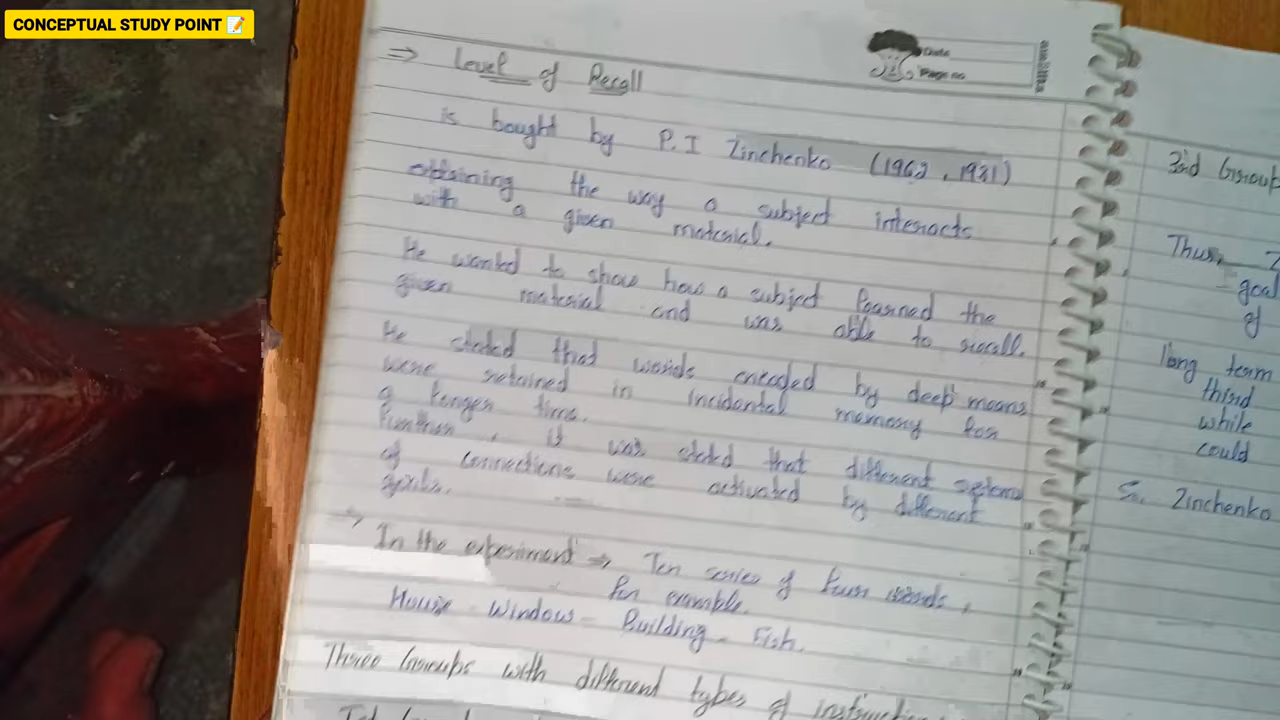 CONCEPTUAL STUDY POINT 📝
Date
Page no
⇒ Level of Recall
is bought by P.I Zinchenko (1962, 1981)
the way a subject interacts
with a given material.
He wanted to show how a subject learned the
given material and was able to recall.
He stated that words encoded by deep means
were retained in incidental memory for
a longer time.
Further, it was stated that different systems
of connections were activated by different
⇒ In the experiment ⇒ Ten series of four words,
for example.
House - Window - Building - Fish.
Three Groups with different types of
3rd Group
Thus,
goal
of
long term
third
while
could
So. Zinchenko